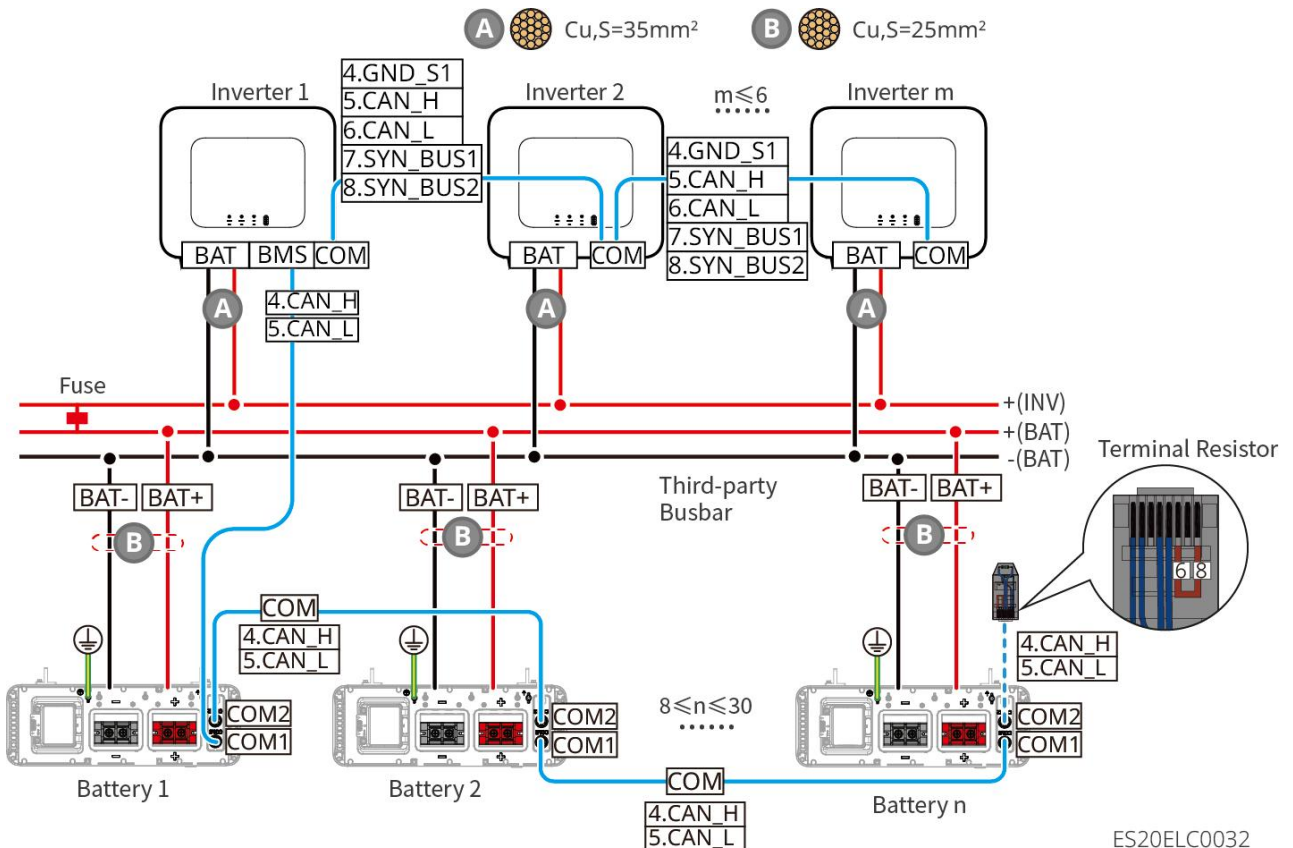 A Cu,S=35mm²
B Cu,S=25mm²
Inverter 1
4.GND_S1
5.CAN_H
6.CAN_L
7.SYN_BUS1
8.SYN_BUS2
Inverter 2
m≤6
Inverter m
4.GND_S1
5.CAN_H
6.CAN_L
7.SYN_BUS1
8.SYN_BUS2
BAT BMS COM
BAT COM
BAT COM
A
4.CAN_H
5.CAN_L
A
A
Fuse
+(INV)
+(BAT)
-(BAT)
Terminal Resistor
BAT- BAT+
BAT- BAT+
Third-party
Busbar
BAT- BAT+
B
B
B
6 8
COM
4.CAN_H
5.CAN_L
4.CAN_H
5.CAN_L
COM2
COM1
COM2
COM1
8≤n≤30
COM2
COM1
Battery 1
Battery 2
COM
4.CAN_H
5.CAN_L
Battery n
ES20ELC0032